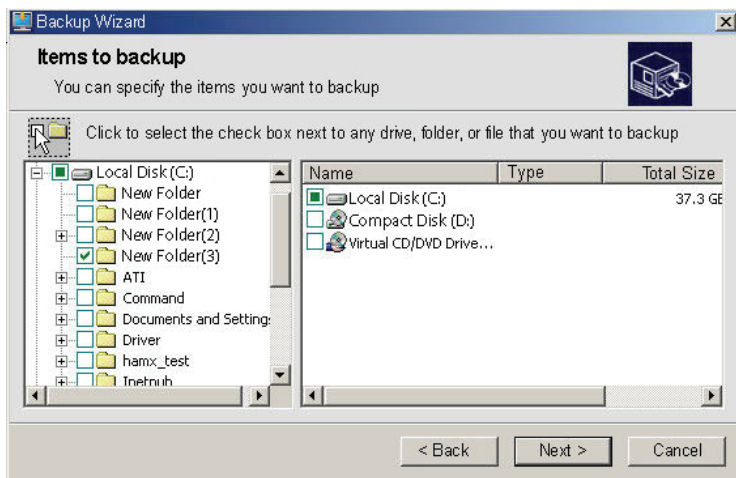 Backup Wizard
Items to backup
You can specify the items you want to backup
Click to select the check box next to any drive, folder, or file that you want to backup
Local Disk (C:)
New Folder
New Folder(1)
New Folder(2)
New Folder(3)
ATI
Command
Documents and Setting
Driver
hamx_test
Inetpub
Name Type Total Size
Local Disk (C:) 37.3 GE
Compact Disk (D:)
Virtual CD/DVD Drive...
< Back Next > Cancel